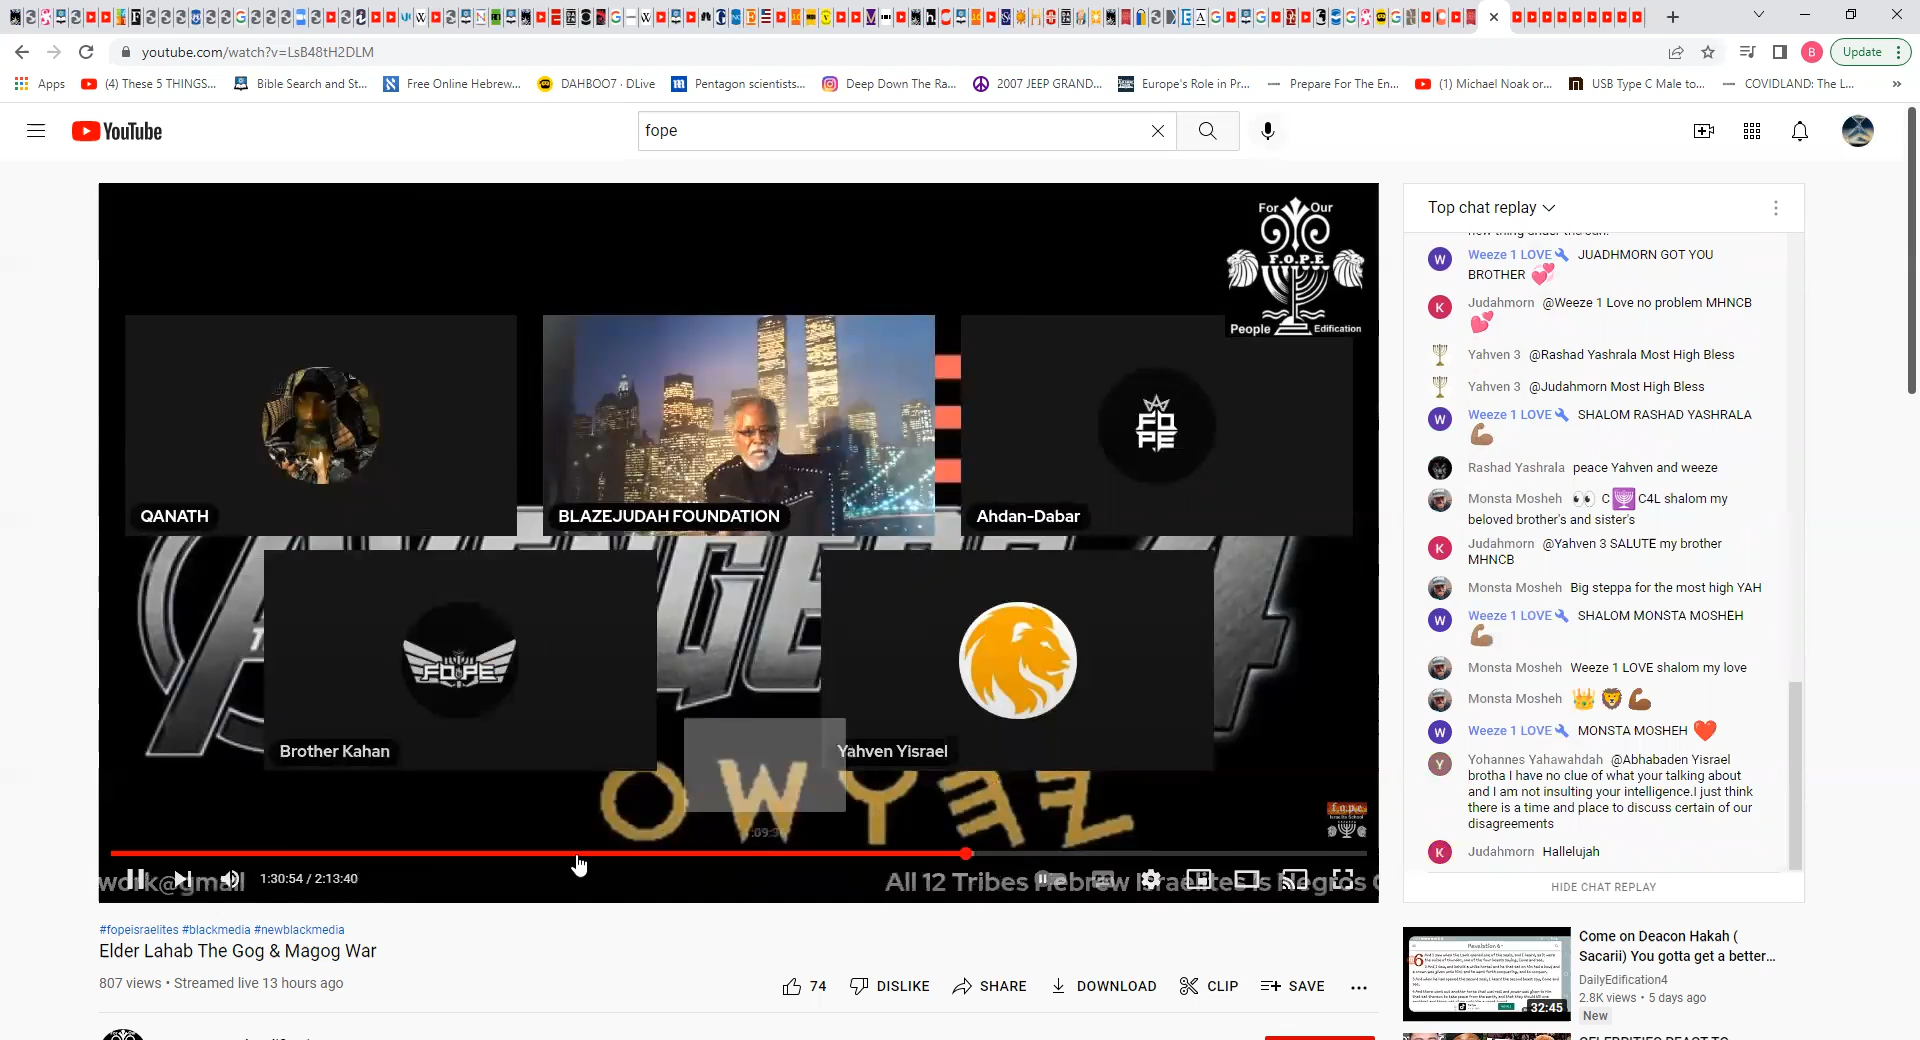 youtube.com/watch?v=LsB48tH2DLM
Update
Apps
(4) These 5 THINGS...
Bible Search and St...
Free Online Hebrew...
DAHBOO7 · DLive
Pentagon scientists...
Deep Down The Ra...
2007 JEEP GRAND...
Europe's Role in Pr...
Prepare For The En...
(1) Michael Noak or...
USB Type C Male to...
COVIDLAND: The L...
YouTube
fope
For Our
F.O.P.E
People Edification
QANATH
BLAZEJUDAH FOUNDATION
FOPE
Ahdan-Dabar
FOPE
Brother Kahan
Yahven Yisrael
f.o.p.e
1:30:54 / 2:13:40
work@gmail
All 12 Tribes Hebrew Israelites Is Negros
#fopeisraelites #blackmedia #newblackmedia
Elder Lahab The Gog & Magog War
807 views • Streamed live 13 hours ago
74
DISLIKE
SHARE
DOWNLOAD
CLIP
SAVE
Top chat replay
Weeze 1 LOVE JUADHMORN GOT YOU
BROTHER 💞
Judahmorn @Weeze 1 Love no problem MHNCB
💕
Yahven 3 @Rashad Yashrala Most High Bless
Yahven 3 @Judahmorn Most High Bless
Weeze 1 LOVE SHALOM RASHAD YASHRALA
💪🏽
Rashad Yashrala peace Yahven and weeze
Monsta Mosheh 👀 C 🕎 C4L shalom my
beloved brother's and sister's
Judahmorn @Yahven 3 SALUTE my brother
MHNCB
Monsta Mosheh Big steppa for the most high YAH
Weeze 1 LOVE SHALOM MONSTA MOSHEH
💪🏽
Monsta Mosheh Weeze 1 LOVE shalom my love
Monsta Mosheh 👑 🦁 💪🏾
Weeze 1 LOVE MONSTA MOSHEH ❤️
Yohannes Yahawahdah @Abhabaden Yisrael
brotha I have no clue of what your talking about
and I am not insulting your intelligence.I just think
there is a time and place to discuss certain of our
disagreements
Judahmorn Hallelujah
HIDE CHAT REPLAY
Revelation 6
32:45
Come on Deacon Hakah (
Sacarii) You gotta get a better...
DailyEdification4
2.8K views • 5 days ago
New